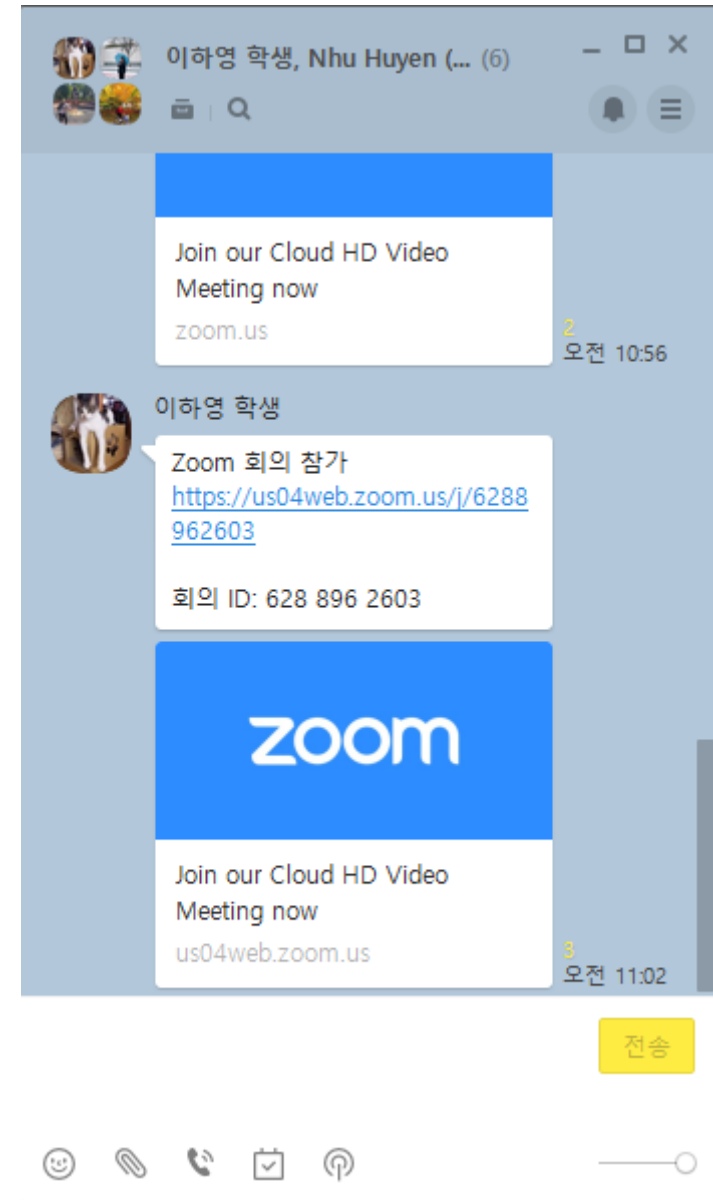 이하영 학생, Nhu Huyen (... (6)
Join our Cloud HD Video
Meeting now
zoom.us
2
오전 10:56
이하영 학생
Zoom 회의 참가
https://us04web.zoom.us/j/6288
962603
회의 ID: 628 896 2603
zoom
Join our Cloud HD Video
Meeting now
us04web.zoom.us
3
오전 11:02
전송